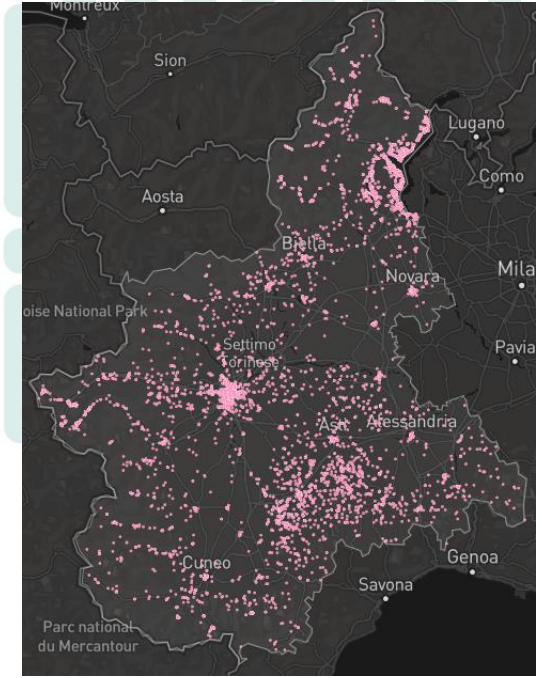 Montreux
Sion
Lugano
Como
Aosta
Biella
Novara
Mila
oise National Park
Settimo
Torinese
Pavia
Asti
Alessandria
Cuneo
Genoa
Savona
Parc national
du Mercantour